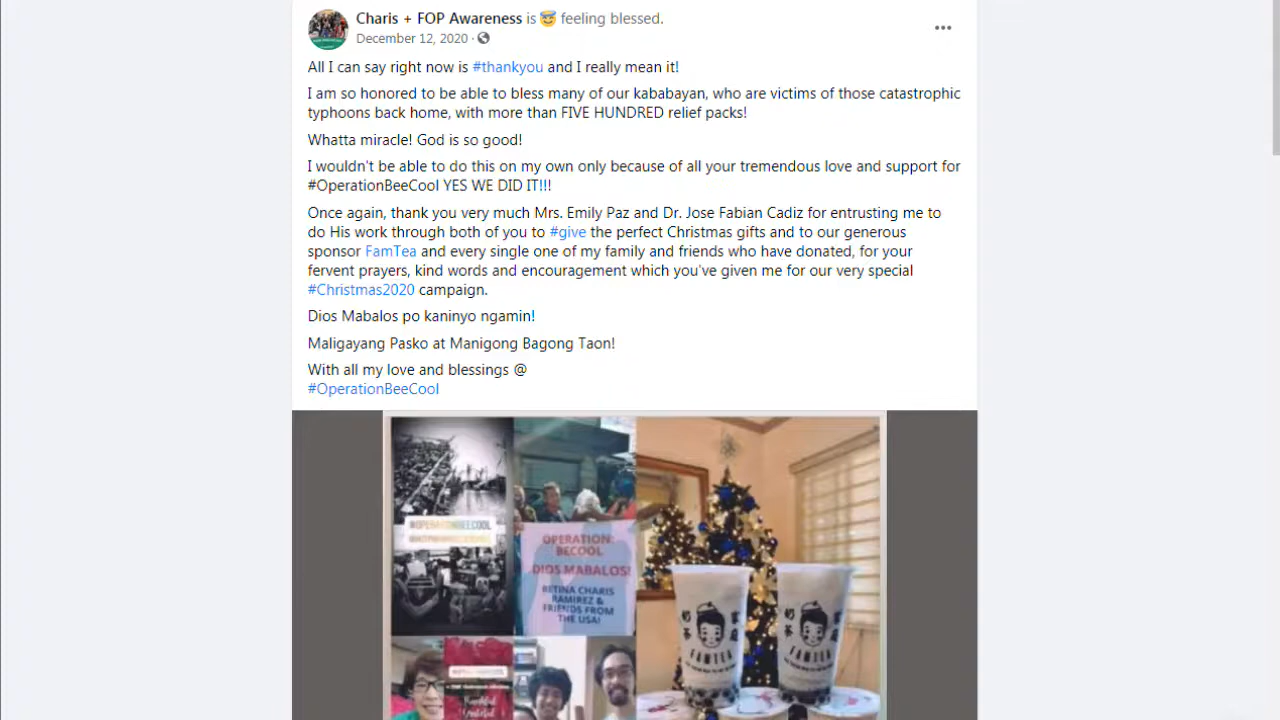 Charis + FOP Awareness is 😇 feeling blessed.
December 12, 2020 ·
All I can say right now is #thankyou and I really mean it!
I am so honored to be able to bless many of our kababayan, who are victims of those catastrophic
typhoons back home, with more than FIVE HUNDRED relief packs!
Whatta miracle! God is so good!
I wouldn't be able to do this on my own only because of all your tremendous love and support for
#OperationBeeCool YES WE DID IT!!!
Once again, thank you very much Mrs. Emily Paz and Dr. Jose Fabian Cadiz for entrusting me to
do His work through both of you to #give the perfect Christmas gifts and to our generous
sponsor FamTea and every single one of my family and friends who have donated, for your
fervent prayers, kind words and encouragement which you've given me for our very special
#Christmas2020 campaign.
Dios Mabalos po kaninyo ngamin!
Maligayang Pasko at Manigong Bagong Taon!
With all my love and blessings @
#OperationBeeCool
#OPERATIONBEECOOL
OPERATION:
BECOOL
DIOS MABALOS!
RETINA CHARIS
RAMIREZ &
FRIENDS FROM
THE USA!
奶茶 家庭
FAMTEA
奶茶 家庭
FAMTEA